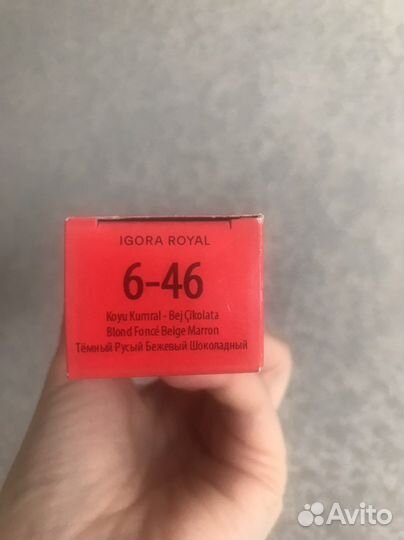 IGORA ROYAL
6-46
Koyu Kumral - Bej Çikolata
Blond Foncé Beige Marron
Тёмный Русый Бежевый Шоколадный
Avito